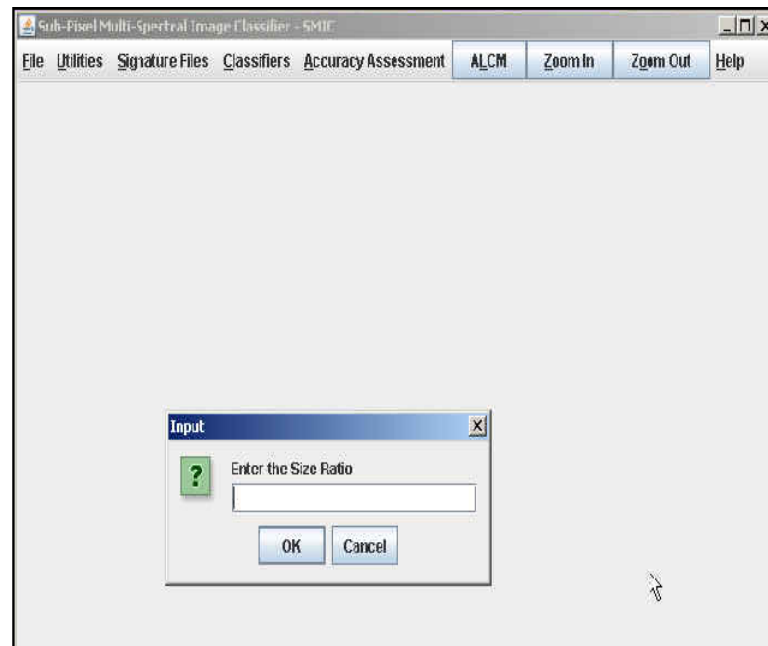 Sub-Pixel Multi-Spectral Image Classifier - SMIC
File Utilities Signature Files Classifiers Accuracy Assessment ALCM Zoom In Zoom Out Help
Input
Enter the Size Ratio
OK Cancel